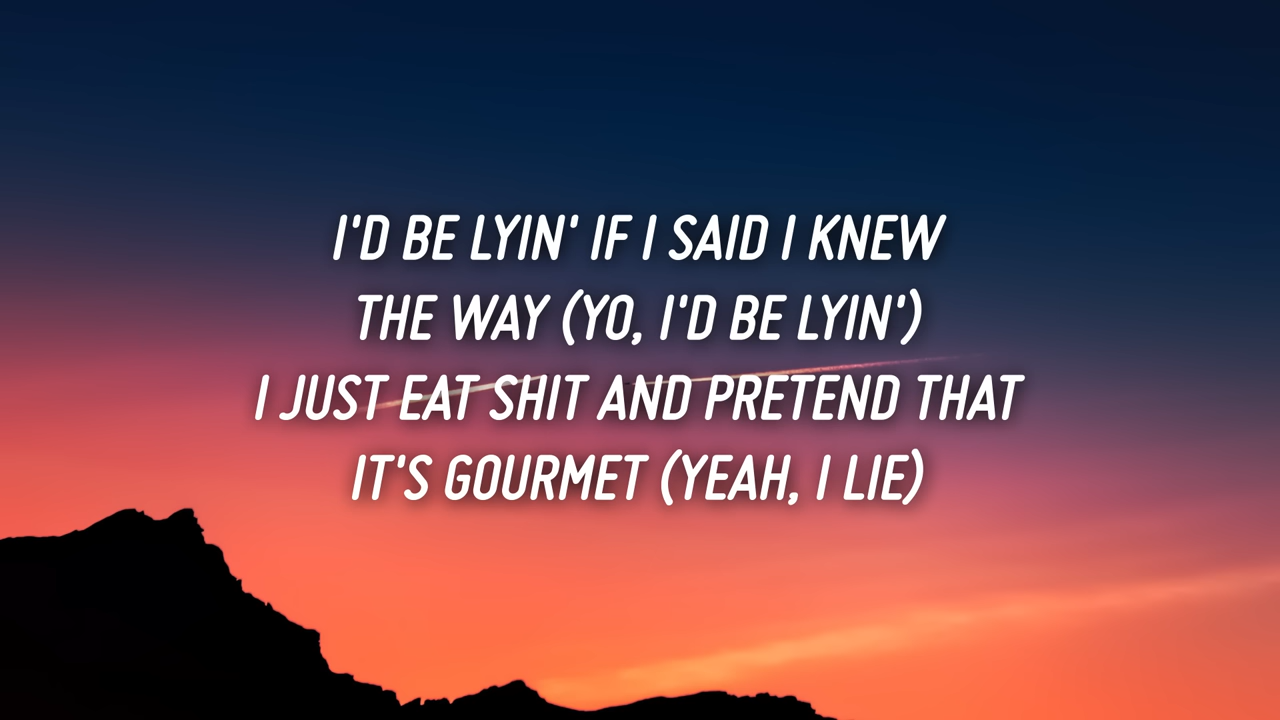 I'D BE LYIN' IF I SAID I KNEW
THE WAY (YO, I'D BE LYIN')
I JUST EAT SHIT AND PRETEND THAT
IT'S GOURMET (YEAH, I LIE)